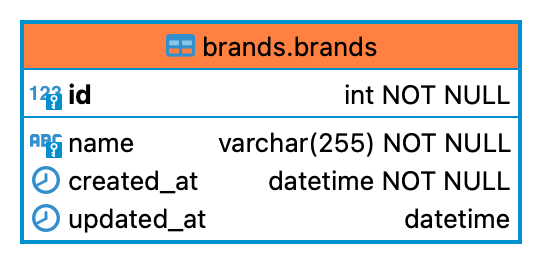 brands.brands
123 id int NOT NULL
ABC name varchar(255) NOT NULL
created_at datetime NOT NULL
updated_at datetime